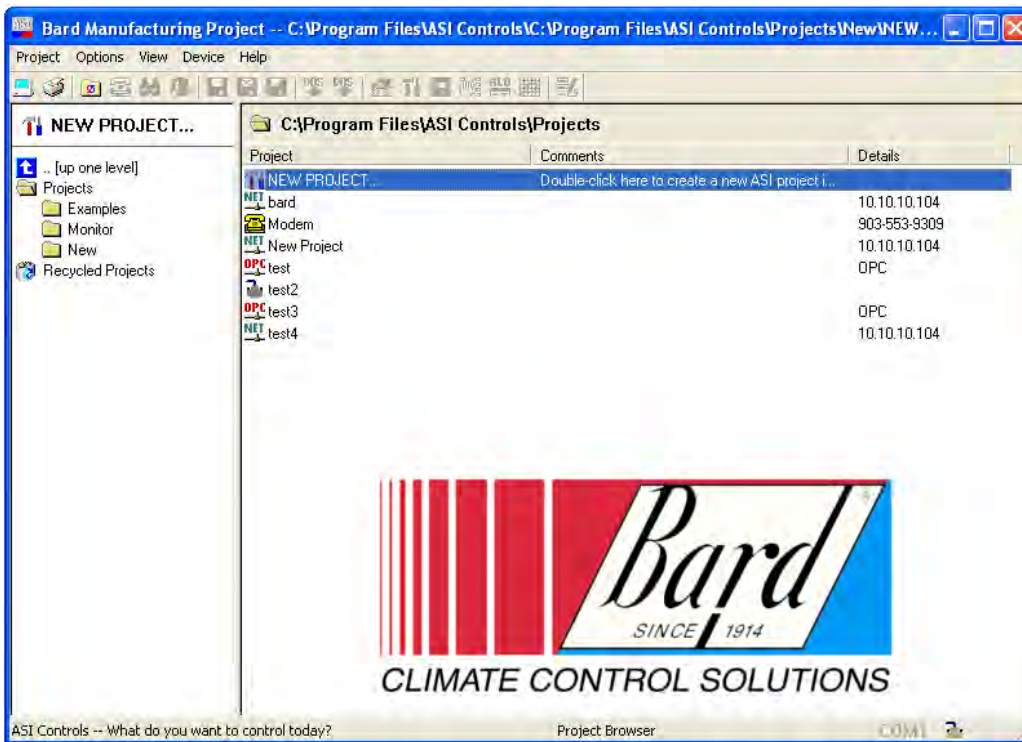 Bard Manufacturing Project -- C:\Program Files\ASI Controls\C:\Program Files\ASI Controls\Projects\New\NEW...
Project Options View Device Help
NEW PROJECT...
C:\Program Files\ASI Controls\Projects
.. [up one level]
Projects
Examples
Monitor
New
Recycled Projects
Project Comments Details
NEW PROJECT... Double-click here to create a new ASI project i...
NET bard 10.10.10.104
Modem 903-553-9309
NET New Project 10.10.10.104
OPC test OPC
test2
OPC test3 OPC
NET test4 10.10.10.104
Bard
SINCE 1914
CLIMATE CONTROL SOLUTIONS
ASI Controls -- What do you want to control today? Project Browser COM1